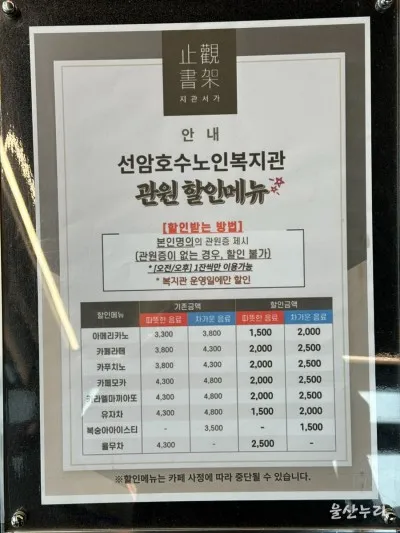 止觀
書架
지관서가
안 내
선암호수노인복지관
관원 할인메뉴
[할인받는 방법]
본인명의의 관원증 제시
(관원증이 없는 경우, 할인 불가)
* [오전/오후] 1잔씩만 이용가능
* 복지관 운영일에만 할인
할인메뉴 기존금액 할인금액
따뜻한 음료 차가운 음료 따뜻한 음료 차가운 음료
아메리카노 3,300 3,800 1,500 2,000
카페라떼 3,800 4,300 2,000 2,500
카푸치노 3,800 4,300 2,000 2,500
카페모카 4,300 4,800 2,000 2,500
카라멜마끼아또 4,300 4,800 2,000 2,500
유자차 4,300 4,800 1,500 2,000
복숭아아이스티 - 3,500 - 1,500
율무차 4,300 - 2,500 -
※할인메뉴는 카페 사정에 따라 중단될 수 있습니다.
울산누리